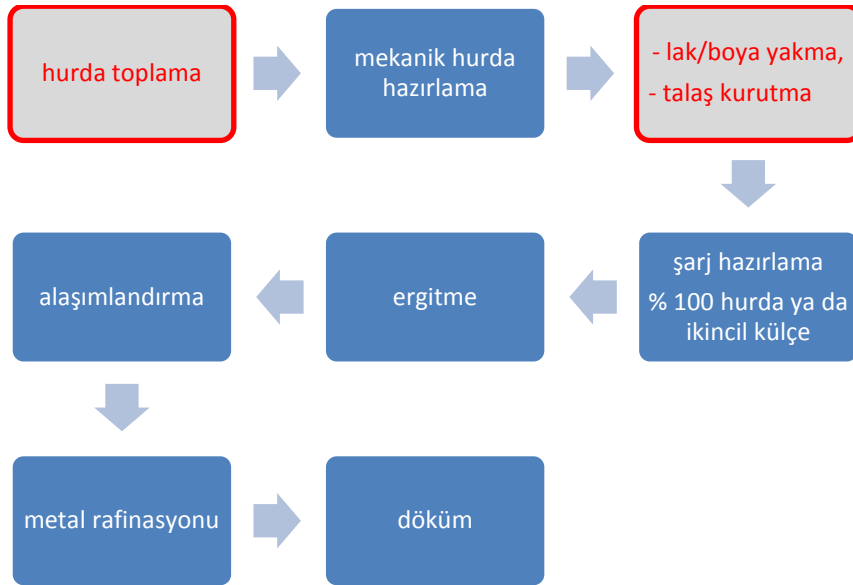 hurda toplama
mekanik hurda
hazırlama
- lak/boya yakma,
- talaş kurutma
şarj hazırlama
% 100 hurda ya da
ikincil külçe
ergitme
alaşımlandırma
metal rafinasyonu
döküm